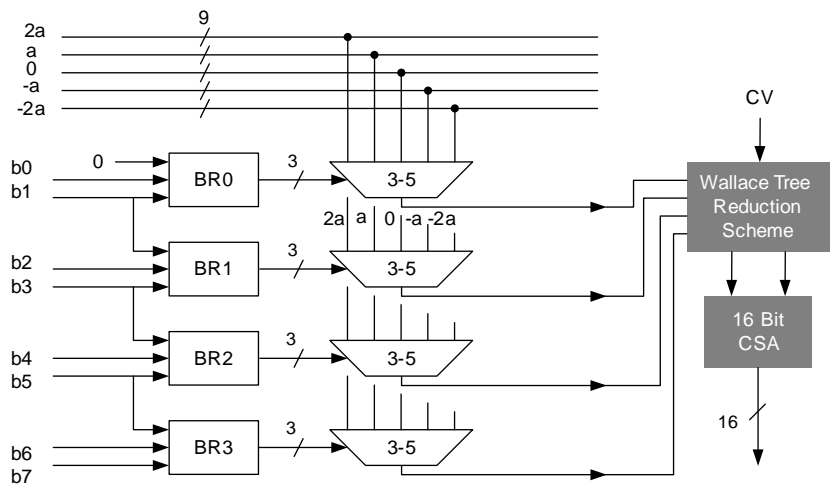 9
2a
a
0
-a
-2a
CV
b0
0
BR0
3
3-5
b1
Wallace Tree
Reduction
Scheme
2a a 0 -a -2a
b2
BR1
3
3-5
b3
16 Bit
CSA
b4
BR2
3
3-5
b5
16
b6
BR3
3
3-5
b7